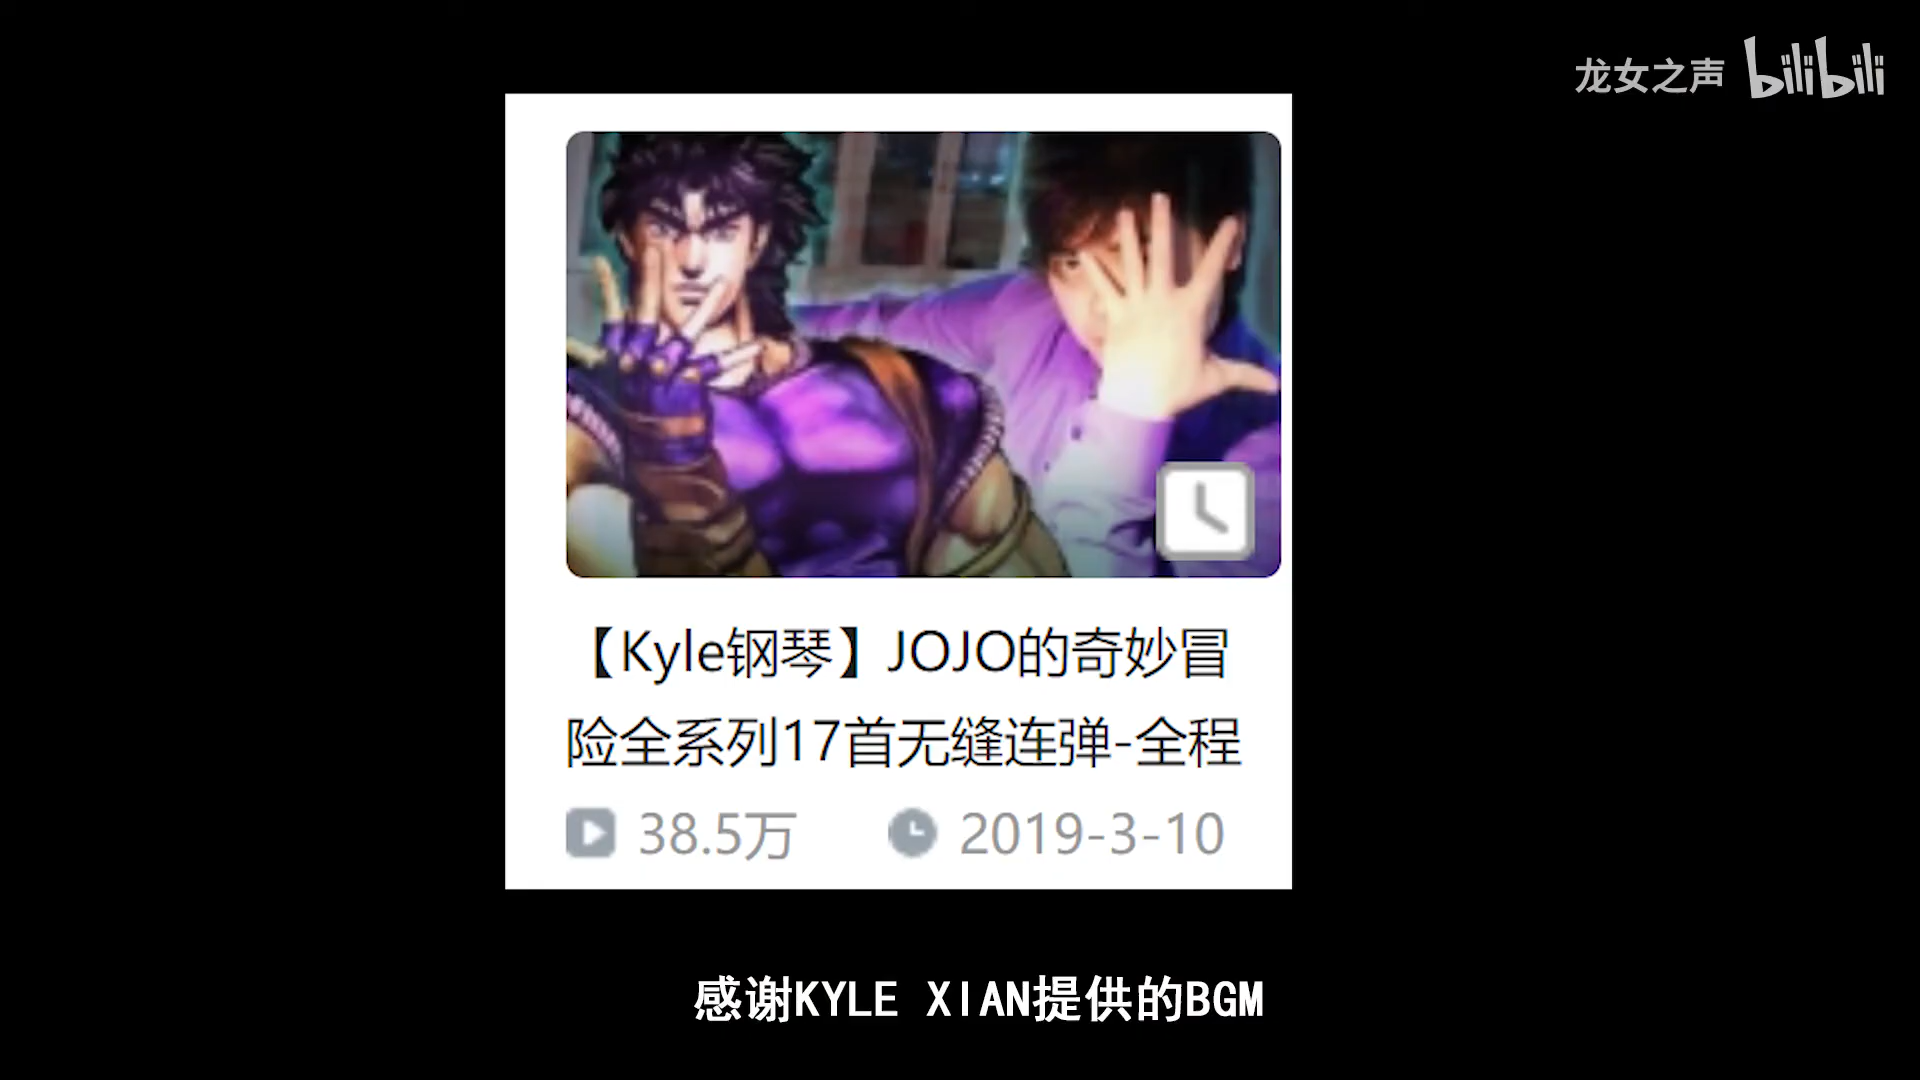 龙女之声 bilibili
【Kyle钢琴】JOJO的奇妙冒
险全系列17首无缝连弹-全程
38.5万 2019-3-10
感谢KYLE XIAN提供的BGM